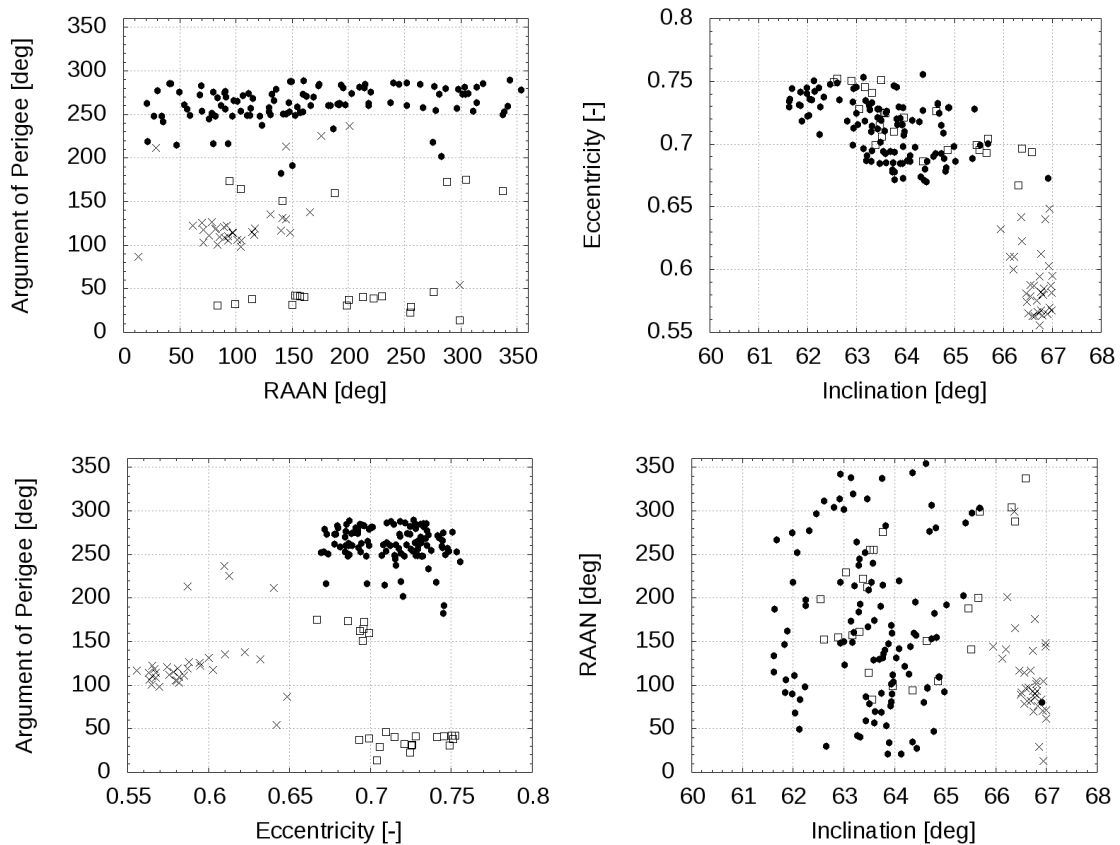 Argument of Perigee [deg]
350
300
250
200
150
100
50
0
0 50 100 150 200 250 300 350
RAAN [deg]
Eccentricity [-]
0.8
0.75
0.7
0.65
0.6
0.55
60 61 62 63 64 65 66 67 68
Inclination [deg]
Argument of Perigee [deg]
350
300
250
200
150
100
50
0
0.55 0.6 0.65 0.7 0.75 0.8
Eccentricity [-]
RAAN [deg]
350
300
250
200
150
100
50
0
60 61 62 63 64 65 66 67 68
Inclination [deg]